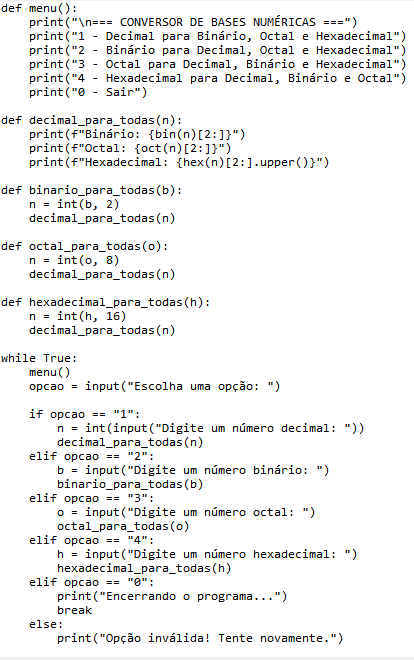 def menu():
    print("\n=== CONVERSOR DE BASES NUMÉRICAS ===")
    print("1 - Decimal para Binário, Octal e Hexadecimal")
    print("2 - Binário para Decimal, Octal e Hexadecimal")
    print("3 - Octal para Decimal, Binário e Hexadecimal")
    print("4 - Hexadecimal para Decimal, Binário e Octal")
    print("0 - Sair")

def decimal_para_todas(n):
    print(f"Binário: {bin(n)[2:]}")
    print(f"Octal: {oct(n)[2:]}")
    print(f"Hexadecimal: {hex(n)[2:].upper()}")

def binario_para_todas(b):
    n = int(b, 2)
    decimal_para_todas(n)

def octal_para_todas(o):
    n = int(o, 8)
    decimal_para_todas(n)

def hexadecimal_para_todas(h):
    n = int(h, 16)
    decimal_para_todas(n)

while True:
    menu()
    opcao = input("Escolha uma opção: ")

    if opcao == "1":
        n = int(input("Digite um número decimal: "))
        decimal_para_todas(n)
    elif opcao == "2":
        b = input("Digite um número binário: ")
        binario_para_todas(b)
    elif opcao == "3":
        o = input("Digite um número octal: ")
        octal_para_todas(o)
    elif opcao == "4":
        h = input("Digite um número hexadecimal: ")
        hexadecimal_para_todas(h)
    elif opcao == "0":
        print("Encerrando o programa...")
        break
    else:
        print("Opção inválida! Tente novamente.")